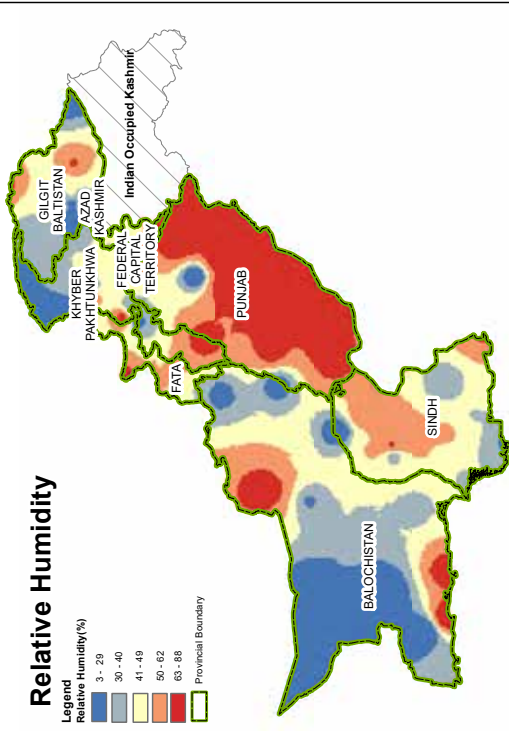 Relative Humidity
Legend
Relative Humidity(%)
3 - 29
30 - 40
41 - 49
50 - 62
63 - 88
Provincial Boundary
GILGIT
BALTISTAN
AZAD
KASHMIR
Indian Occupied Kashmir
KHYBER
PAKHTUNKHWA
FEDERAL
CAPITAL
TERRITORY
FATA
PUNJAB
BALOCHISTAN
SINDH